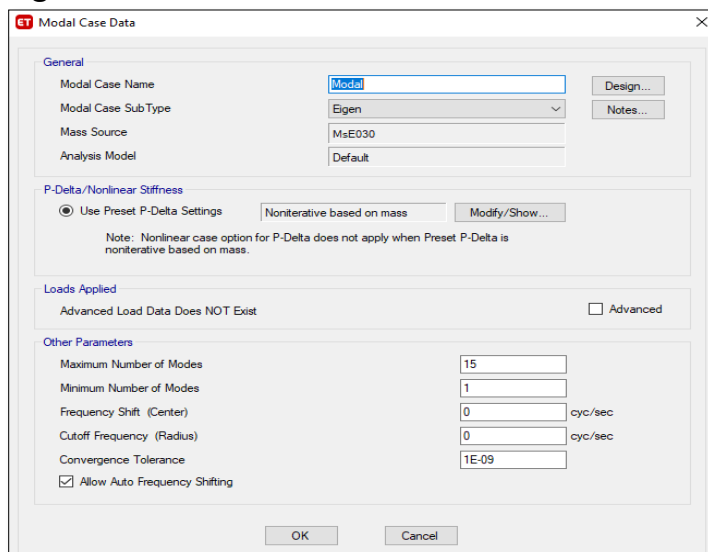 ET Modal Case Data
General
Modal Case Name Modal Design...
Modal Case SubType Eigen Notes...
Mass Source MsE030
Analysis Model Default
P-Delta/Nonlinear Stiffness
Use Preset P-Delta Settings Noniterative based on mass Modify/Show...
Note: Nonlinear case option for P-Delta does not apply when Preset P-Delta is
noniterative based on mass.
Loads Applied
Advanced Load Data Does NOT Exist Advanced
Other Parameters
Maximum Number of Modes 15
Minimum Number of Modes 1
Frequency Shift (Center) 0 cyc/sec
Cutoff Frequency (Radius) 0 cyc/sec
Convergence Tolerance 1E-09
Allow Auto Frequency Shifting
OK Cancel